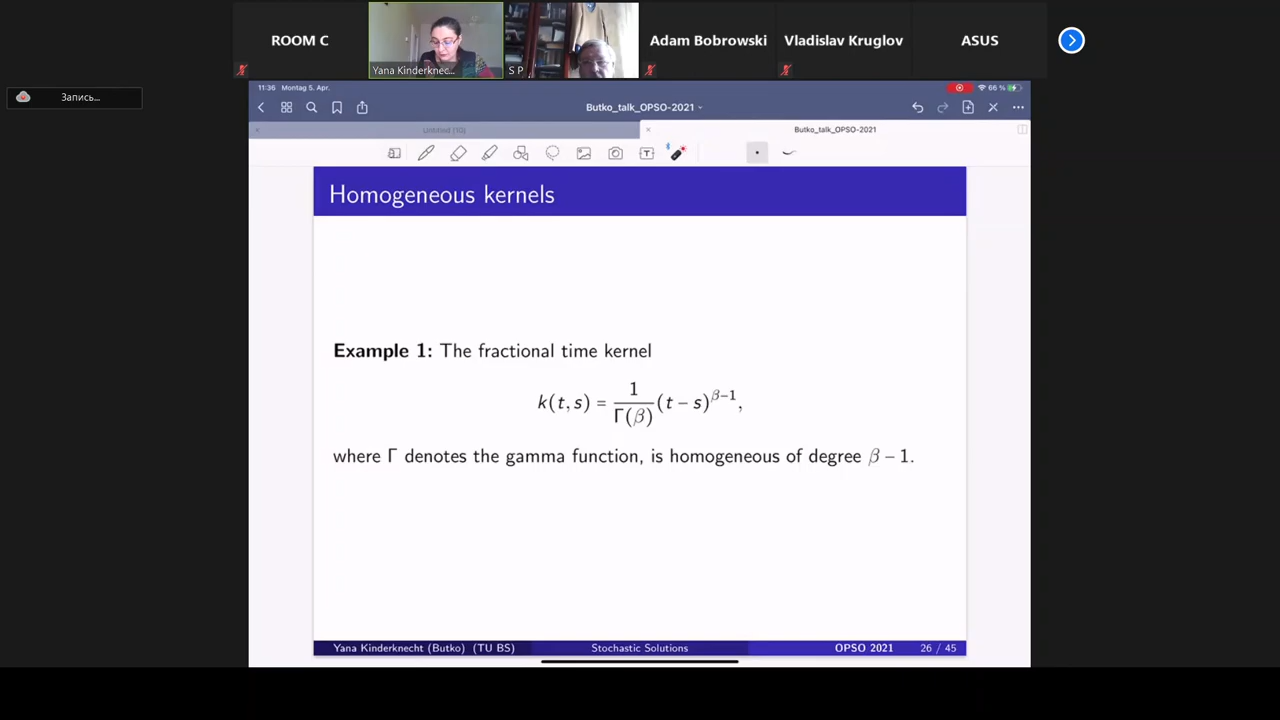 ROOM C
Yana Kinderknec...
S P
Adam Bobrowski
Vladislav Kruglov
ASUS
Запись...
11:36 Montag 5. Apr.
66 %
Butko_talk_OPSO-2021
Untitled (10)
Butko_talk_OPSO-2021
Homogeneous kernels
Example 1: The fractional time kernel
k(t, s) = 1/Γ(β) (t − s)^{β−1},
where Γ denotes the gamma function, is homogeneous of degree β − 1.
Yana Kinderknecht (Butko) (TU BS)
Stochastic Solutions
OPSO 2021
26 / 45